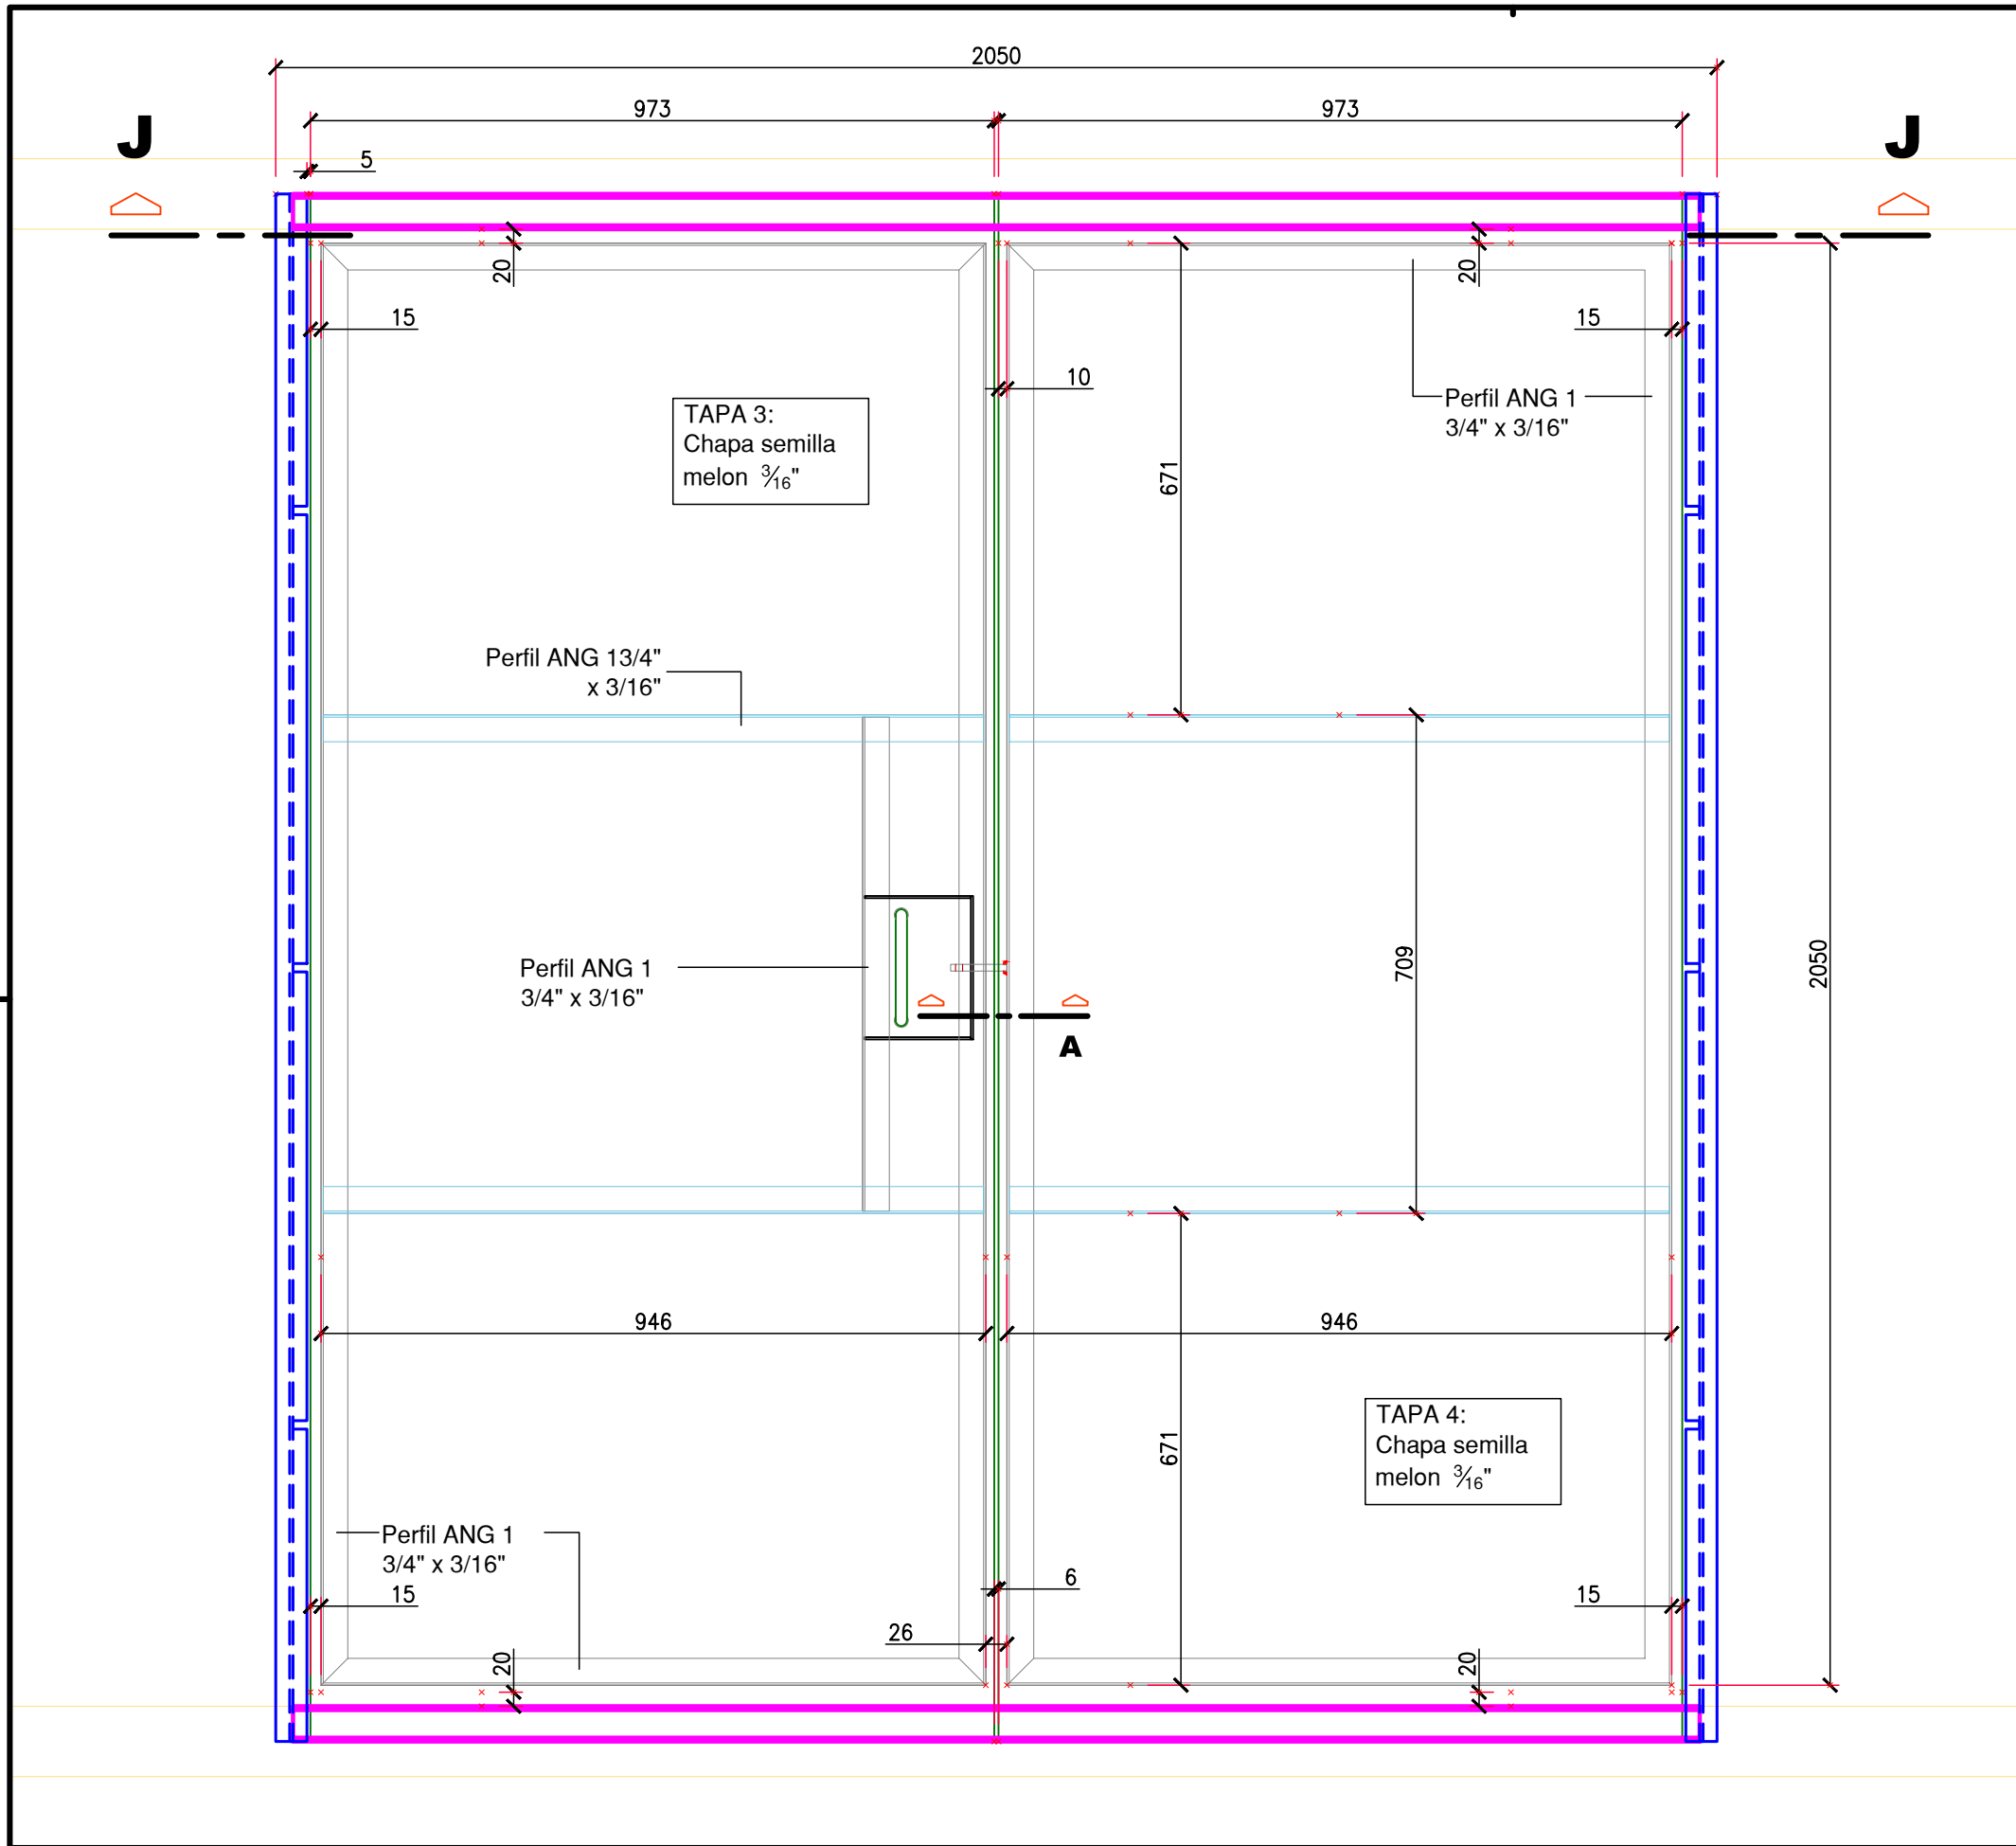 2050
973
973
J
J
5
20
20
15
15
10
TAPA 3:
Chapa semilla
melon 3/16"
Perfil ANG 1
3/4" x 3/16"
671
Perfil ANG 13/4"
x 3/16"
Perfil ANG 1
3/4" x 3/16"
709
2050
A
946
946
TAPA 4:
Chapa semilla
melon 3/16"
671
Perfil ANG 1
3/4" x 3/16"
15
6
15
26
20
20